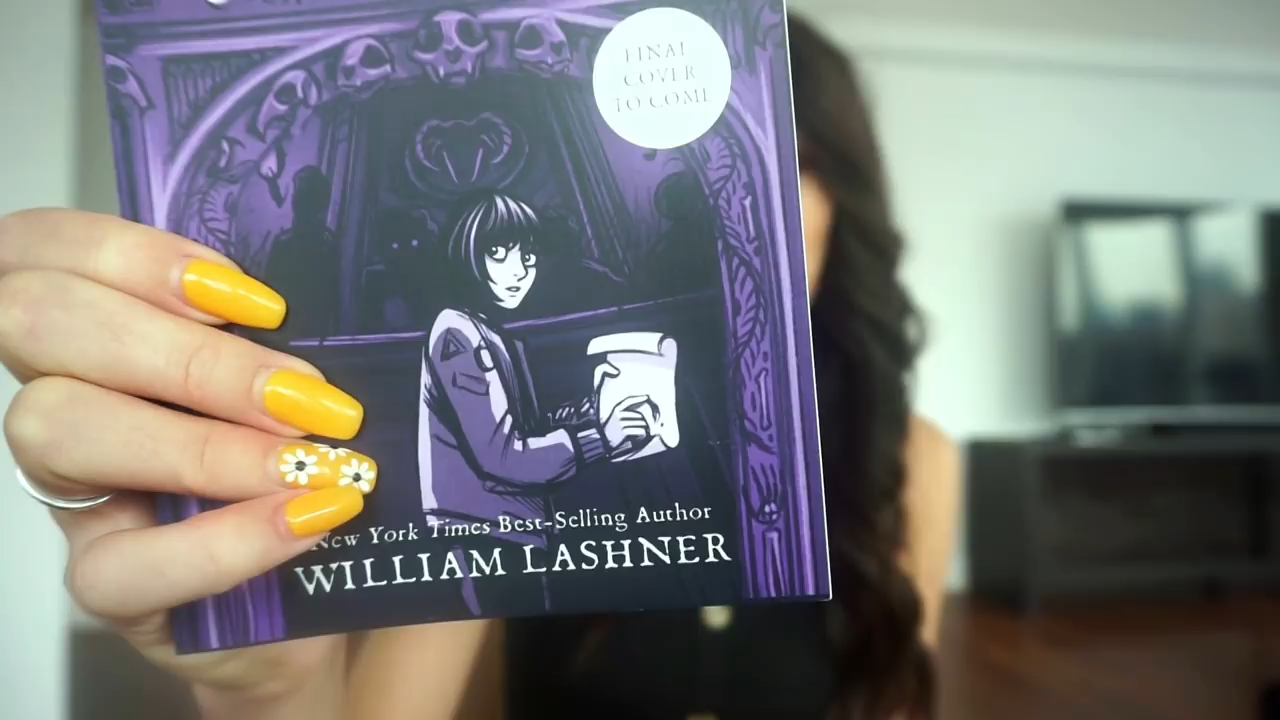 FINAL
COVER
TO COME
New York Times Best-Selling Author
WILLIAM LASHNER